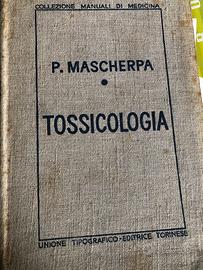 COLLEZIONE MANUALI DI MEDICINA
P. MASCHERPA
TOSSICOLOGIA
UNIONE TIPOGRAFICO-EDITRICE TORINESE